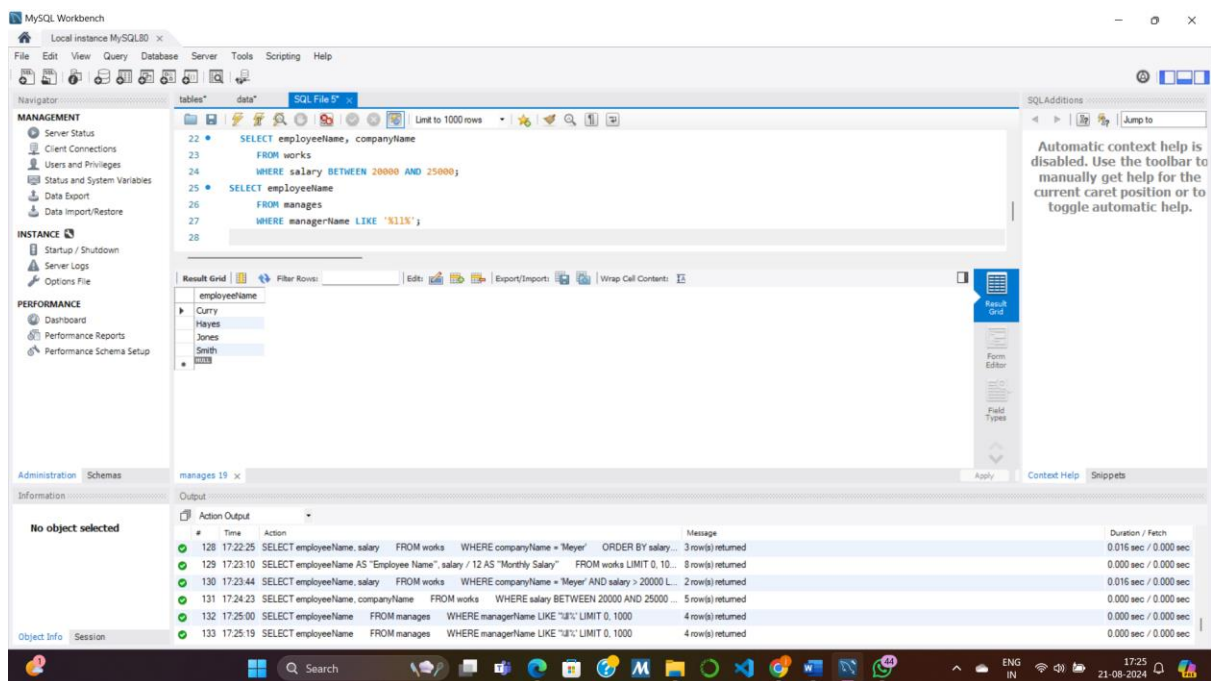 MySQL Workbench
Local instance MySQL80
File Edit View Query Database Server Tools Scripting Help
Navigator
MANAGEMENT
Server Status
Client Connections
Users and Privileges
Status and System Variables
Data Export
Data Import/Restore
INSTANCE
Startup / Shutdown
Server Logs
Options File
PERFORMANCE
Dashboard
Performance Reports
Performance Schema Setup
Administration Schemas
Information
No object selected
Object Info Session
tables* data* SQL File 5*
Limit to 1000 rows
22 SELECT employeeName, companyName
23 FROM works
24 WHERE salary BETWEEN 20000 AND 25000;
25 SELECT employeeName
26 FROM manages
27 WHERE managerName LIKE '%ll%';
28
Result Grid Filter Rows: Edit: Export/Import: Wrap Cell Content:
employeeName
Curry
Hayes
Jones
Smith
NULL
Result Grid
Form Editor
Field Types
manages 19 Apply
SQLAdditions
Jump to
Automatic context help is
disabled. Use the toolbar to
manually get help for the
current caret position or to
toggle automatic help.
Context Help Snippets
Output
Action Output
# Time Action Message Duration / Fetch
128 17:22:25 SELECT employeeName, salary FROM works WHERE companyName = 'Meyer' ORDER BY salary... 3 row(s) returned 0.016 sec / 0.000 sec
129 17:23:10 SELECT employeeName AS "Employee Name", salary / 12 AS "Monthly Salary" FROM works LIMIT 0, 10... 8 row(s) returned 0.000 sec / 0.000 sec
130 17:23:44 SELECT employeeName, salary FROM works WHERE companyName = 'Meyer' AND salary > 20000 L... 2 row(s) returned 0.016 sec / 0.000 sec
131 17:24:23 SELECT employeeName, companyName FROM works WHERE salary BETWEEN 20000 AND 25000 ... 5 row(s) returned 0.000 sec / 0.000 sec
132 17:25:00 SELECT employeeName FROM manages WHERE managerName LIKE '%ll%' LIMIT 0, 1000 4 row(s) returned 0.000 sec / 0.000 sec
133 17:25:19 SELECT employeeName FROM manages WHERE managerName LIKE '%ll%' LIMIT 0, 1000 4 row(s) returned 0.000 sec / 0.000 sec
Search
44
ENG
IN
17:25
21-08-2024